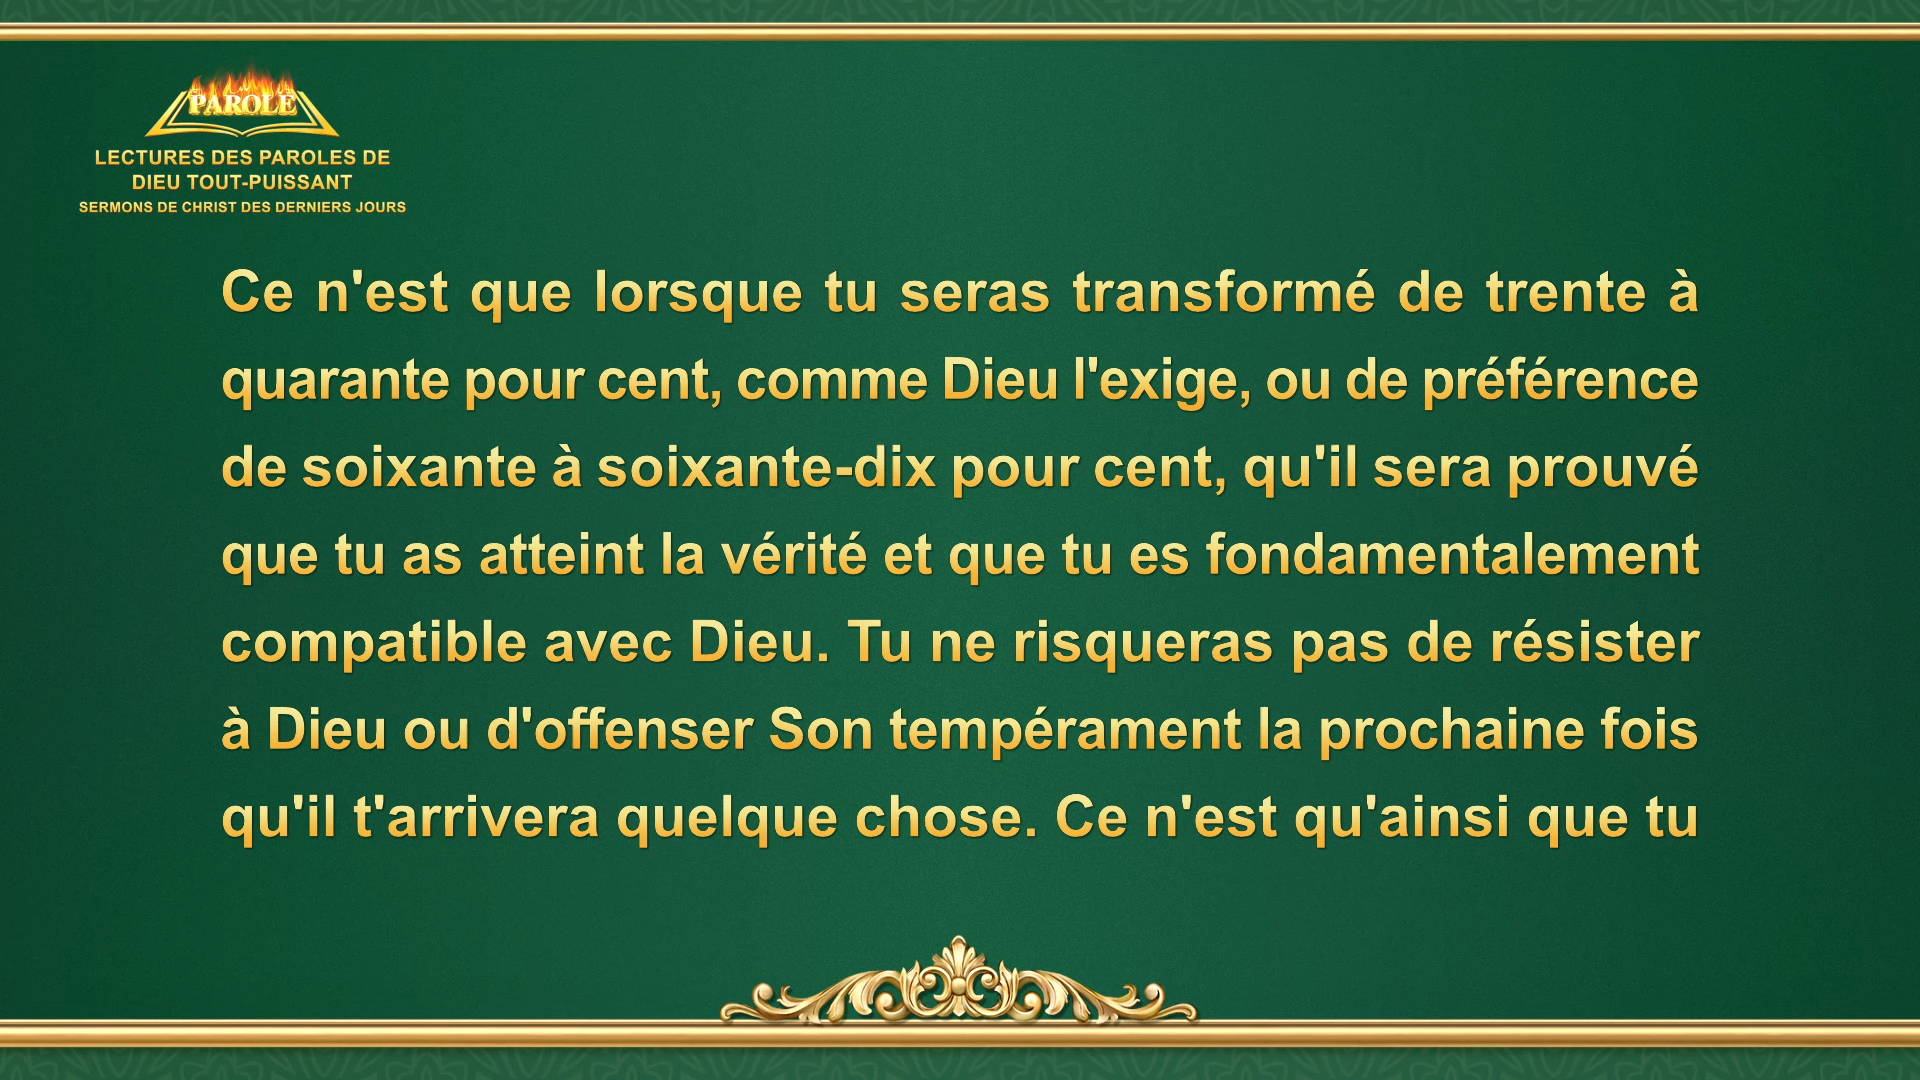 PAROLE
LECTURES DES PAROLES DE
DIEU TOUT-PUISSANT
SERMONS DE CHRIST DES DERNIERS JOURS
Ce n'est que lorsque tu seras transformé de trente à
quarante pour cent, comme Dieu l'exige, ou de préférence
de soixante à soixante-dix pour cent, qu'il sera prouvé
que tu as atteint la vérité et que tu es fondamentalement
compatible avec Dieu. Tu ne risqueras pas de résister
à Dieu ou d'offenser Son tempérament la prochaine fois
qu'il t'arrivera quelque chose. Ce n'est qu'ainsi que tu